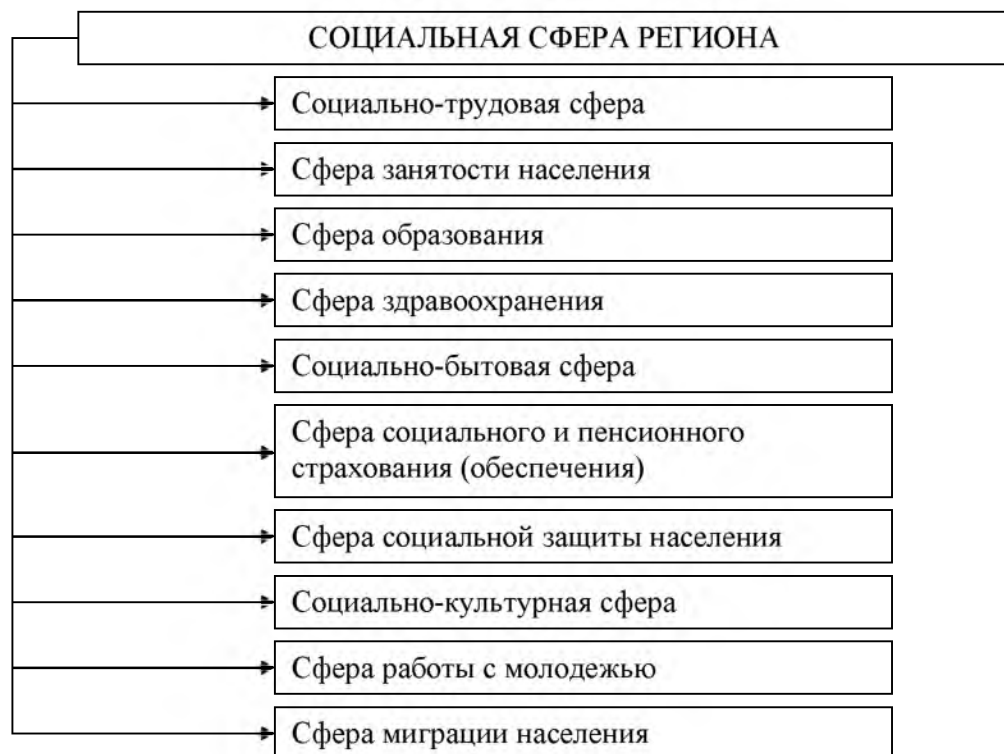 СОЦИАЛЬНАЯ СФЕРА РЕГИОНА
Социально-трудовая сфера
Сфера занятости населения
Сфера образования
Сфера здравоохранения
Социально-бытовая сфера
Сфера социального и пенсионного
страхования (обеспечения)
Сфера социальной защиты населения
Социально-культурная сфера
Сфера работы с молодежью
Сфера миграции населения